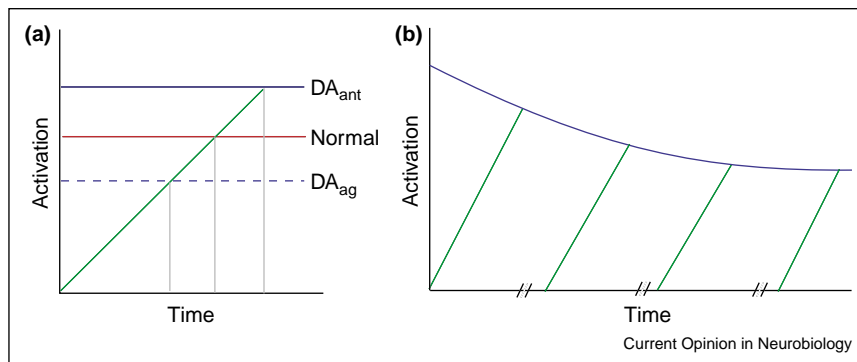 (a)
Activation
DA_ant
Normal
DA_ag
Time
(b)
Activation
Time
Current Opinion in Neurobiology